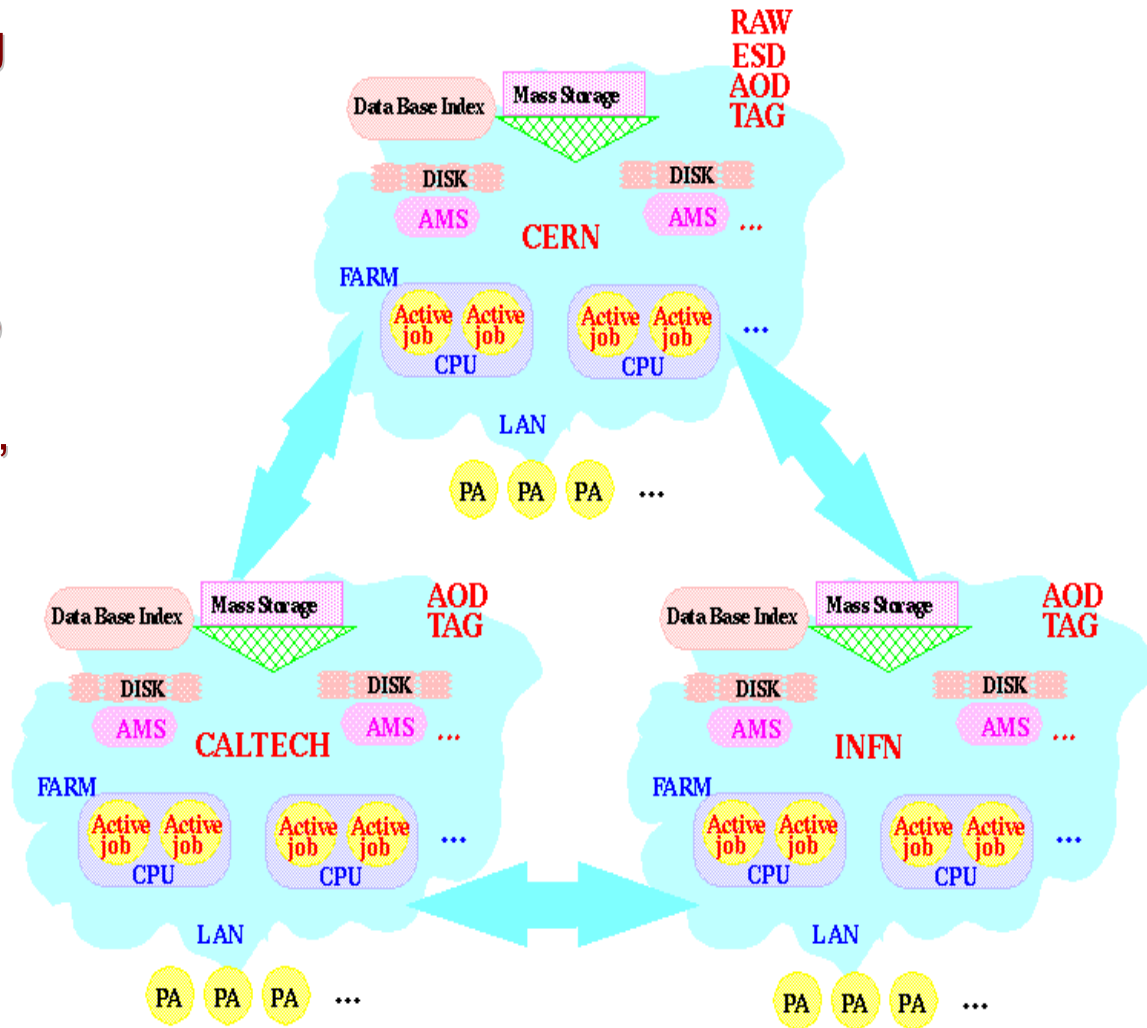 RAW
ESD
AOD
TAG
Data Base Index
Mass Storage
DISK
DISK
AMS
AMS ...
CERN
FARM
Active job
Active job
CPU
Active job
Active job
CPU
...
LAN
PA PA PA ...
Data Base Index
Mass Storage
AOD
TAG
DISK
DISK
AMS
AMS ...
CALTECH
FARM
Active job
Active job
CPU
Active job
Active job
CPU
...
LAN
PA PA PA ...
Data Base Index
Mass Storage
AOD
TAG
DISK
DISK
AMS
AMS ...
INFN
FARM
Active job
Active job
CPU
Active job
Active job
CPU
...
LAN
PA PA PA ...